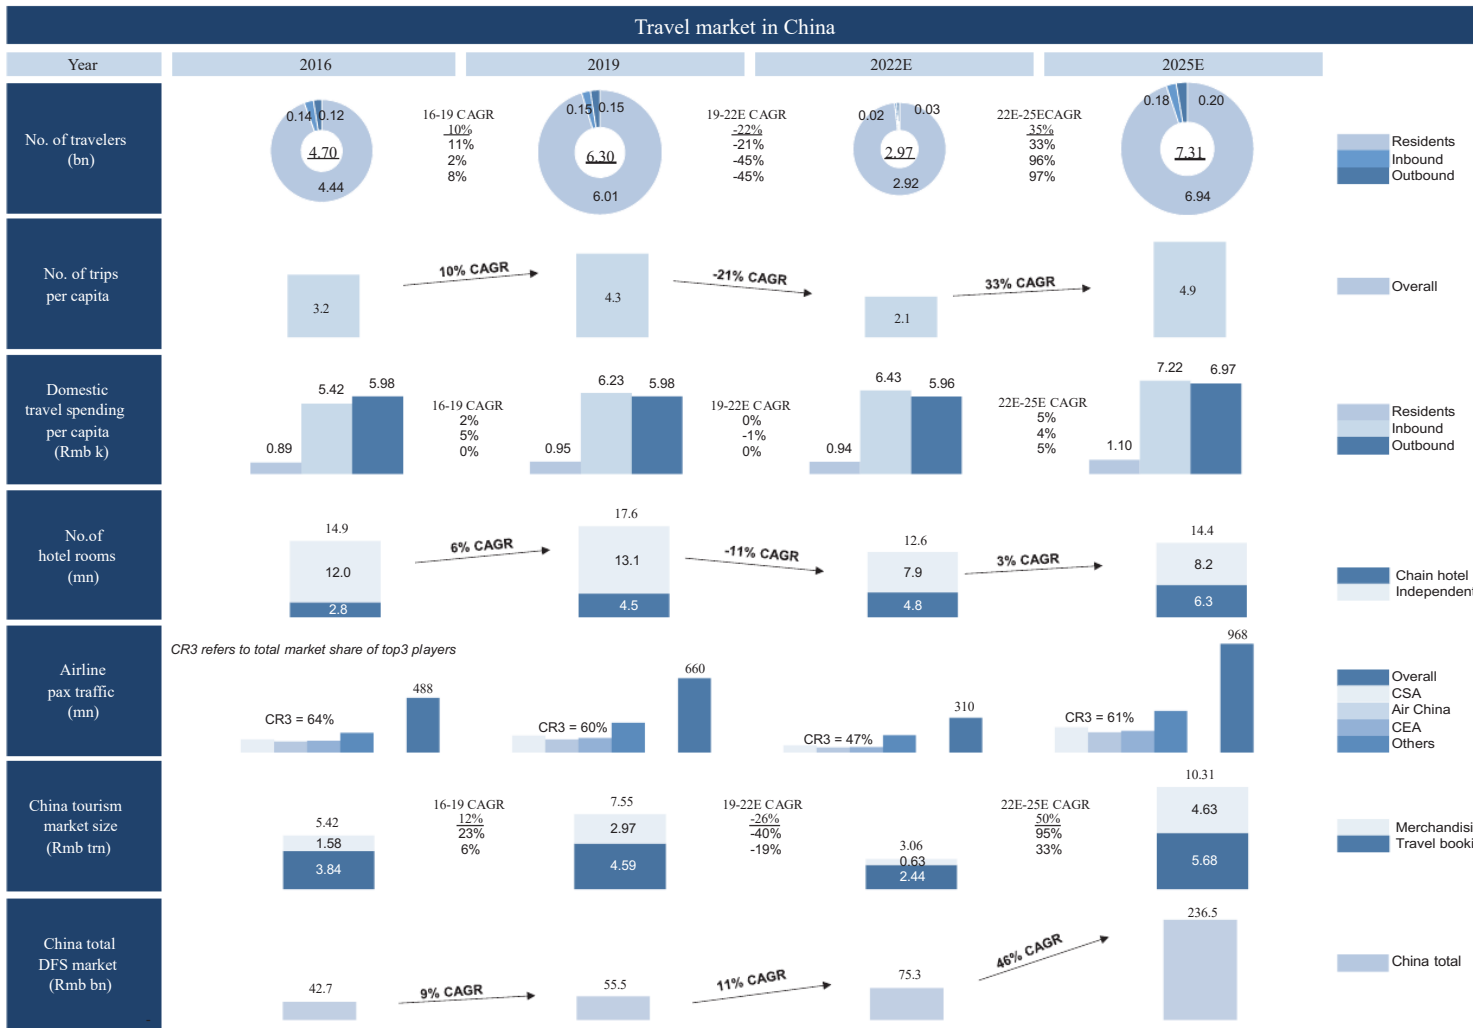 Travel market in China
Year 2016 2019 2022E 2025E
No. of travelers
(bn)
0.14 0.12
4.70
4.44
16-19 CAGR
10%
11%
2%
8%
0.15 0.15
6.30
6.01
19-22E CAGR
-22%
-21%
-45%
-45%
0.02 0.03
2.97
2.92
22E-25ECAGR
35%
33%
96%
97%
0.18 0.20
7.31
6.94
Residents
Inbound
Outbound
No. of trips
per capita
3.2
10% CAGR
4.3
-21% CAGR
2.1
33% CAGR
4.9
Overall
Domestic
travel spending
per capita
(Rmb k)
0.89 5.42 5.98
16-19 CAGR
2%
5%
0%
0.95 6.23 5.98
19-22E CAGR
0%
-1%
0%
0.94 6.43 5.96
22E-25E CAGR
5%
4%
5%
1.10 7.22 6.97
Residents
Inbound
Outbound
No.of
hotel rooms
(mn)
14.9
12.0
2.8
6% CAGR
17.6
13.1
4.5
-11% CAGR
12.6
7.9
4.8
3% CAGR
14.4
8.2
6.3
Chain hotel
Independent
Airline
pax traffic
(mn)
CR3 refers to total market share of top3 players
CR3 = 64%
488
CR3 = 60%
660
CR3 = 47%
310
CR3 = 61%
968
Overall
CSA
Air China
CEA
Others
China tourism
market size
(Rmb trn)
5.42
1.58
3.84
16-19 CAGR
12%
23%
6%
7.55
2.97
4.59
19-22E CAGR
-26%
-40%
-19%
3.06
0.63
2.44
22E-25E CAGR
50%
95%
33%
10.31
4.63
5.68
Merchandisi
Travel booki
China total
DFS market
(Rmb bn)
42.7
9% CAGR
55.5
11% CAGR
75.3
46% CAGR
236.5
China total